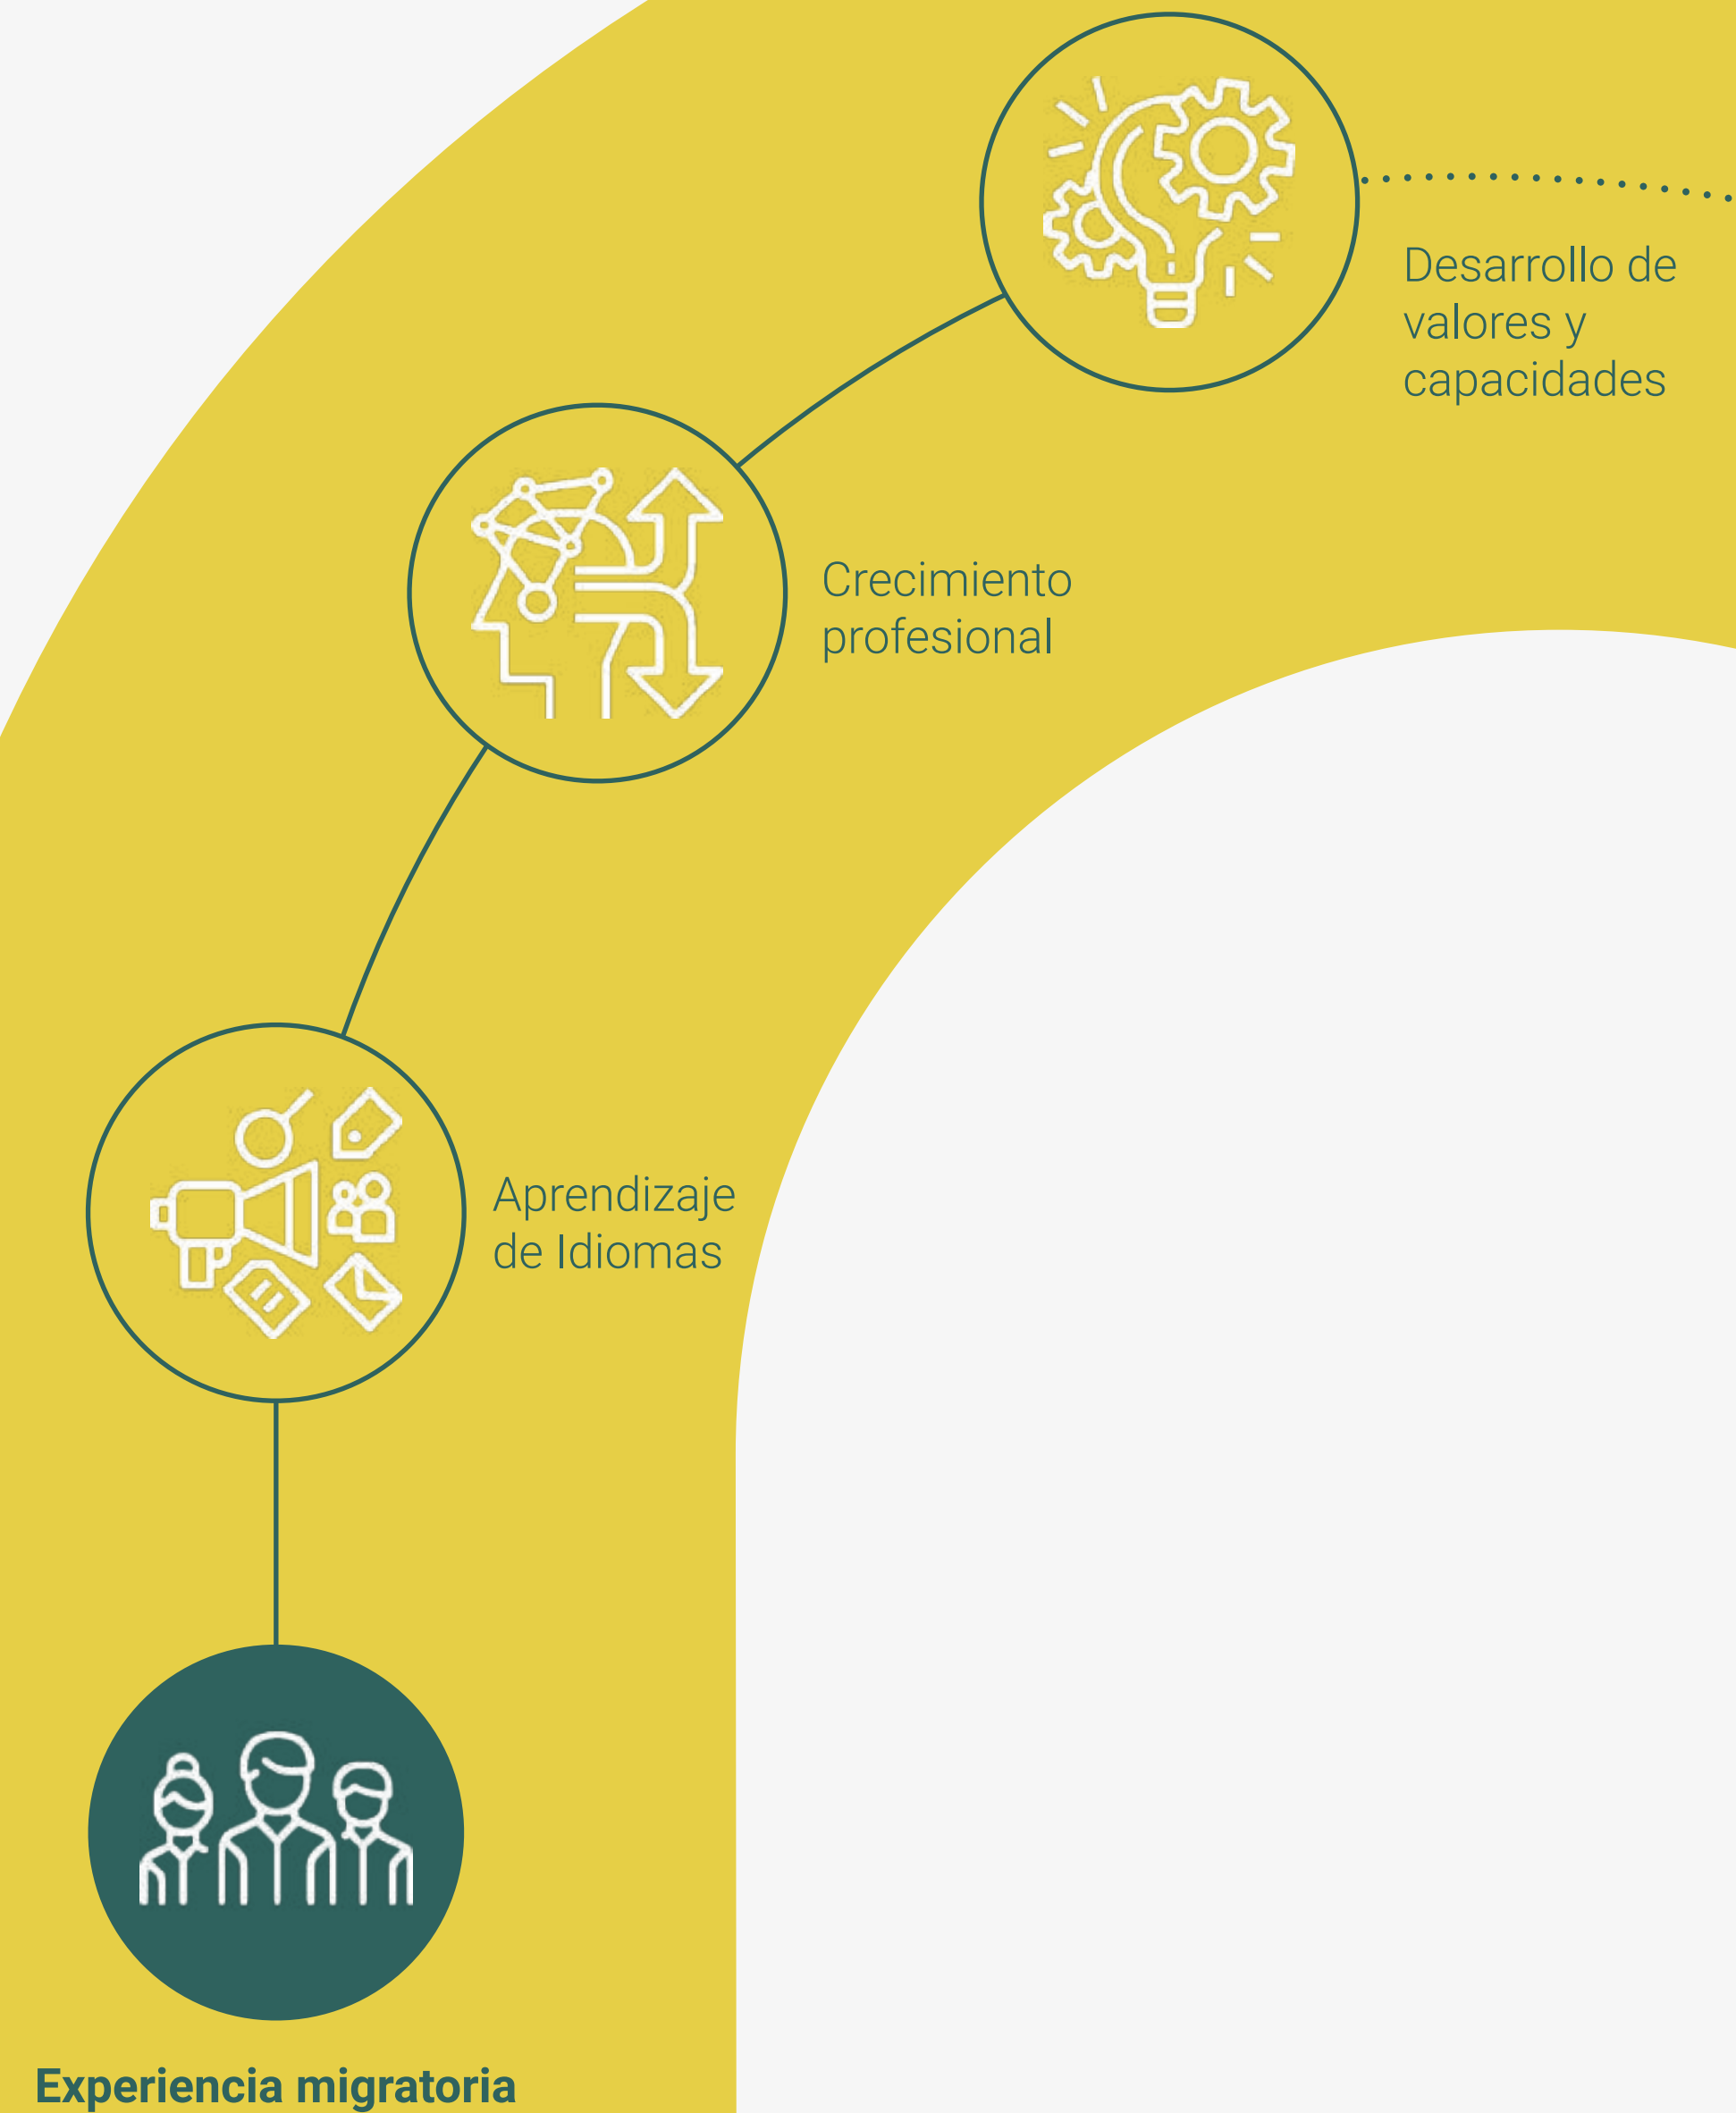 Desarrollo de
valores y
capacidades
Crecimiento
profesional
Aprendizaje
de Idiomas
Experiencia migratoria